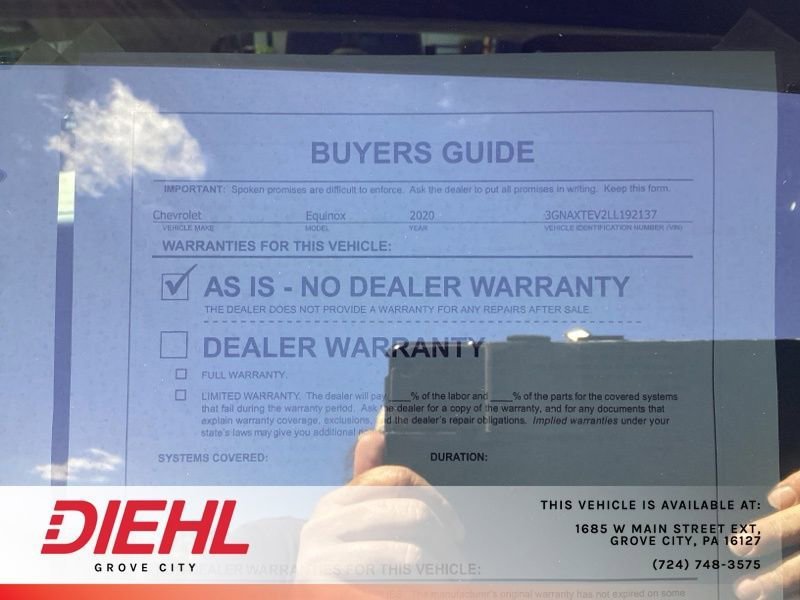 BUYERS GUIDE
IMPORTANT: Spoken promises are difficult to enforce. Ask the dealer to put all promises in writing. Keep this form.
Chevrolet Equinox 2020 3GNAXTEV2LL192137
VEHICLE MAKE MODEL YEAR VEHICLE IDENTIFICATION NUMBER (VIN)
WARRANTIES FOR THIS VEHICLE:
AS IS - NO DEALER WARRANTY
THE DEALER DOES NOT PROVIDE A WARRANTY FOR ANY REPAIRS AFTER SALE.
DEALER WARRANTY
FULL WARRANTY.
LIMITED WARRANTY. The dealer will pay ____% of the labor and ____% of the parts for the covered systems
that fail during the warranty period. Ask the dealer for a copy of the warranty, and for any documents that
explain warranty coverage, exclusions, and the dealer's repair obligations. Implied warranties under your
state's laws may give you additional
SYSTEMS COVERED: DURATION:
DIEHL
GROVE CITY
THIS VEHICLE IS AVAILABLE AT:
1685 W MAIN STREET EXT,
GROVE CITY, PA 16127
(724) 748-3575
DEALER WARRANTIES FOR THIS VEHICLE:
The manufacturer's original warranty has not expired on some